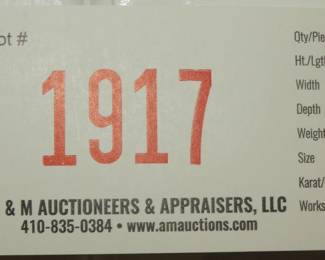 ot #
1917
& M AUCTIONEERS & APPRAISERS, LLC
410-835-0384 • www.amauctions.com
Qty/Pie
Ht./Lgt
Width
Depth
Weight
Size
Karat/
Works